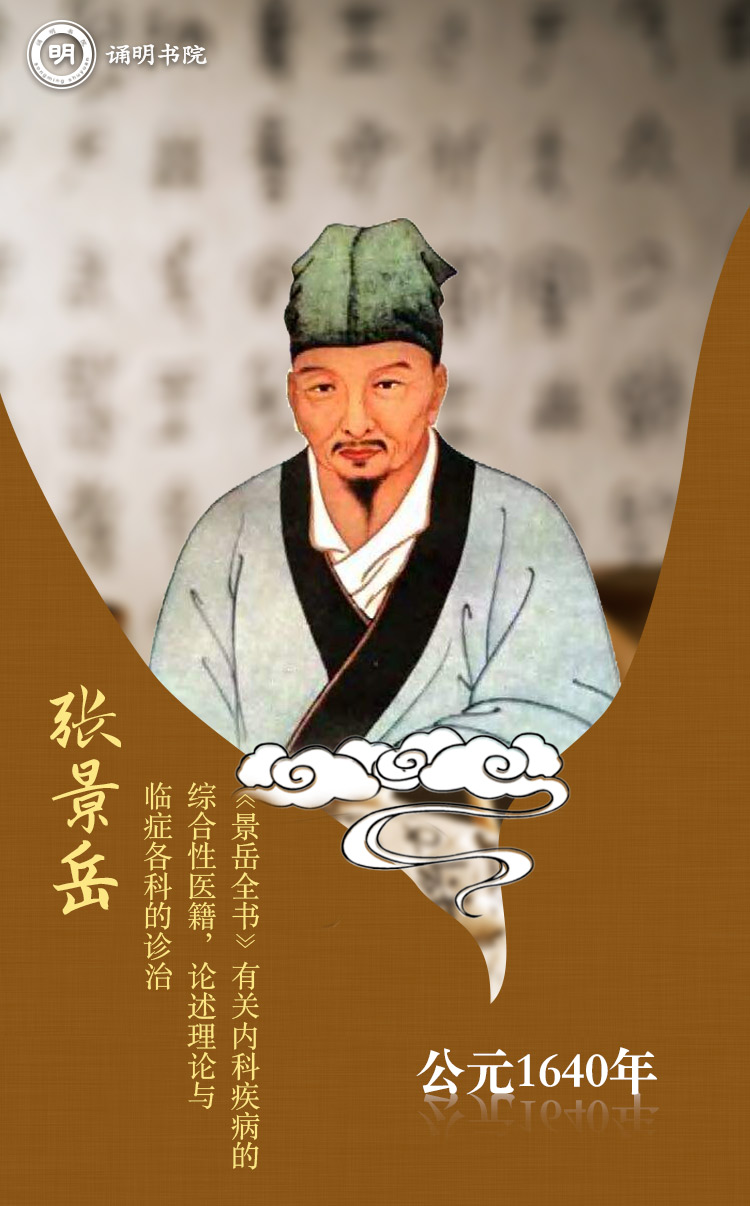 明
诵明书院
张景岳
《景岳全书》有关内科疾病的
综合性医籍，论述理论与
临症各科的诊治
公元1640年